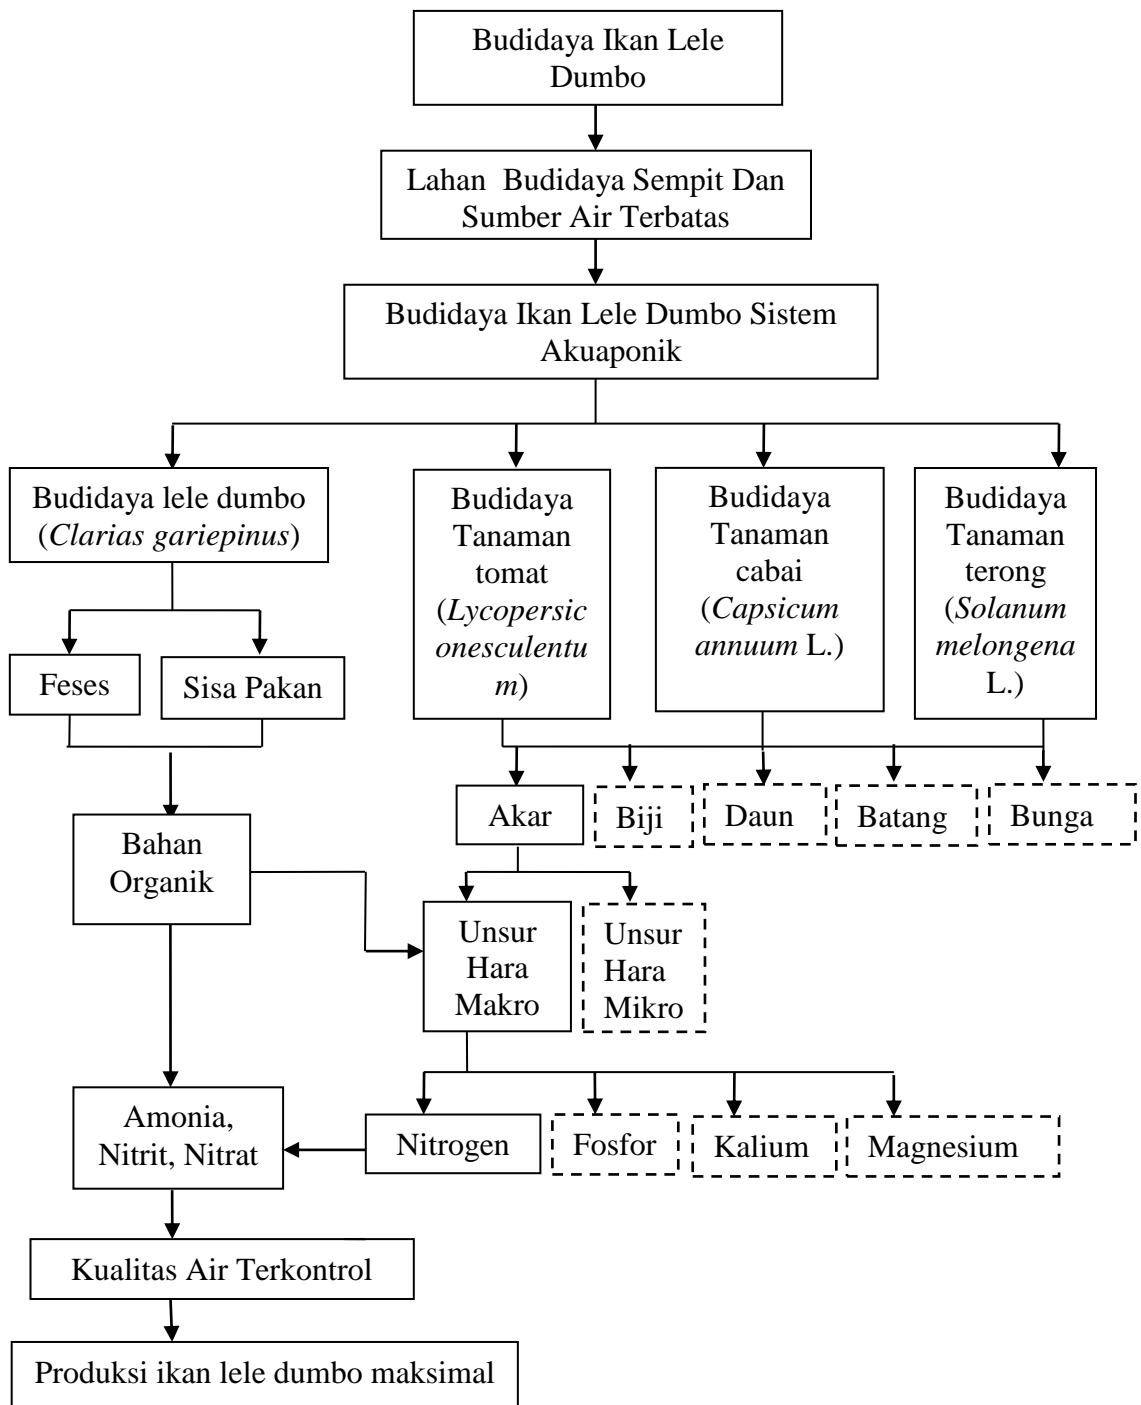 Budidaya Ikan Lele
Dumbo
Lahan Budidaya Sempit Dan
Sumber Air Terbatas
Budidaya Ikan Lele Dumbo Sistem
Akuaponik
Budidaya lele dumbo
(Clarias gariepinus)
Budidaya
Tanaman
tomat
(Lycopersic
onesculentu
m)
Budidaya
Tanaman
cabai
(Capsicum
annuum L.)
Budidaya
Tanaman
terong
(Solanum
melongena
L.)
Feses
Sisa Pakan
Akar
Biji
Daun
Batang
Bunga
Bahan
Organik
Unsur
Hara
Makro
Unsur
Hara
Mikro
Amonia,
Nitrit, Nitrat
Nitrogen
Fosfor
Kalium
Magnesium
Kualitas Air Terkontrol
Produksi ikan lele dumbo maksimal